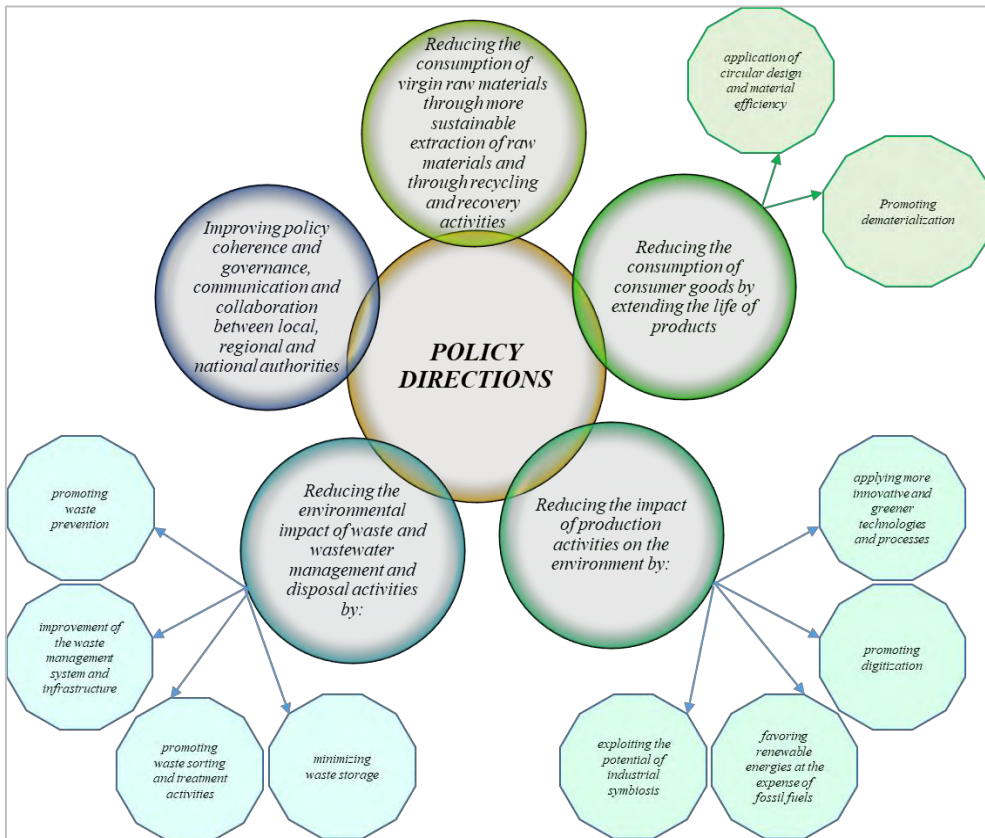 Reducing the
consumption of
virgin raw materials
through more
sustainable
extraction of raw
materials and
through recycling
and recovery
activities
application of
circular design
and material
efficiency
Promoting
dematerialization
Improving policy
coherence and
governance,
communication and
collaboration
between local,
regional and
national authorities
Reducing the
consumption of
consumer goods by
extending the life of
products
POLICY
DIRECTIONS
Reducing the
environmental
impact of waste and
wastewater
management and
disposal activities
by:
Reducing the impact
of production
activities on the
environment by:
promoting
waste
prevention
improvement of
the waste
management
system and
infrastructure
promoting
waste sorting
and treatment
activities
minimizing
waste storage
applying more
innovative and
greener
technologies
and processes
promoting
digitization
favoring
renewable
energies at the
expense of
fossil fuels
exploiting the
potential of
industrial
symbiosis